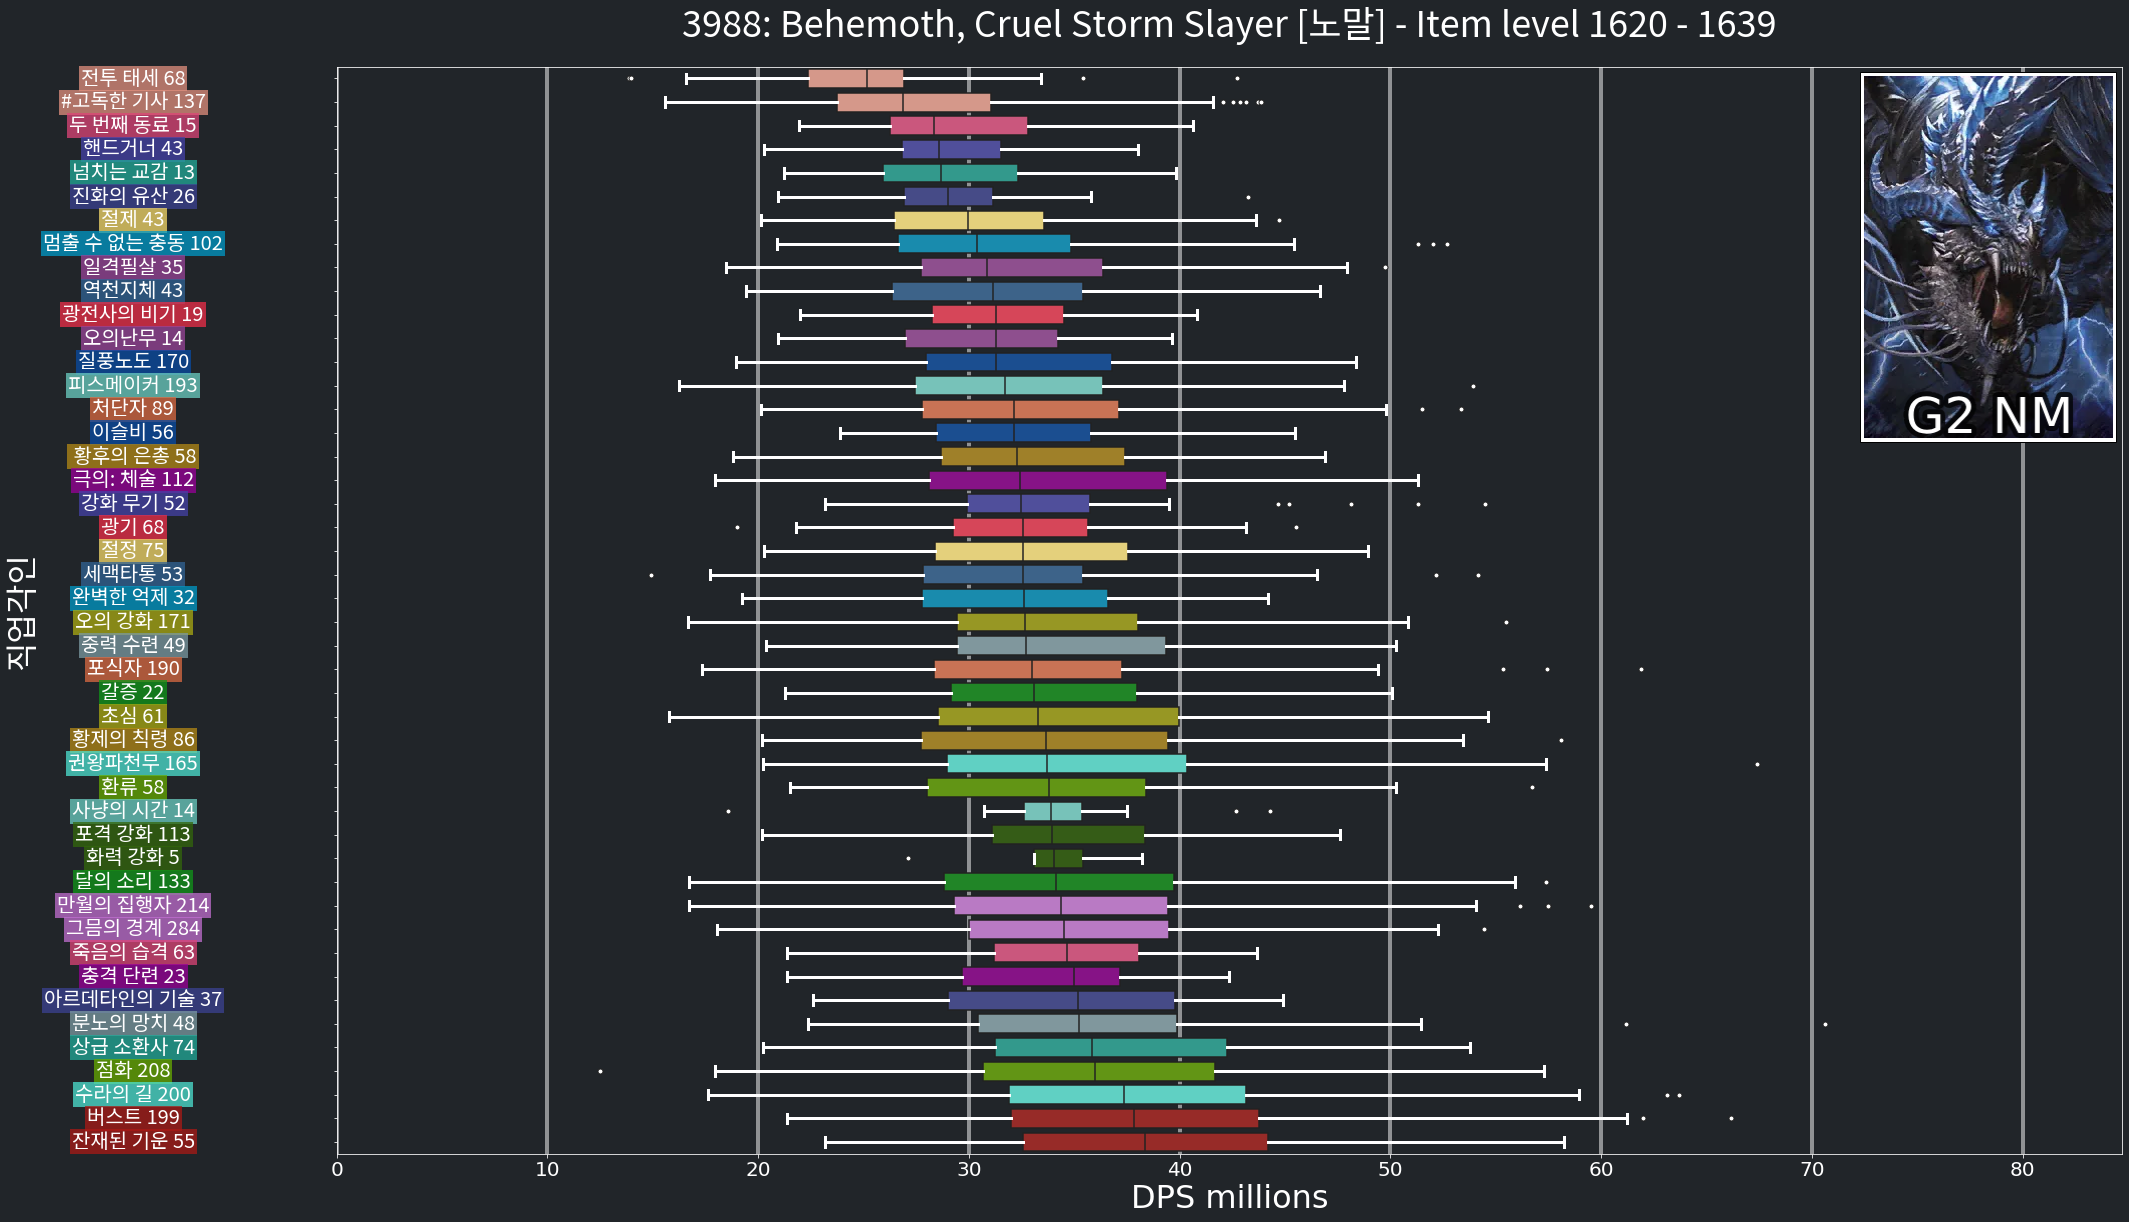 3988: Behemoth, Cruel Storm Slayer [노말] - Item level 1620 - 1639
전투 태세 68
#고독한 기사 137
두 번째 동료 15
핸드거너 43
넘치는 교감 13
진화의 유산 26
절제 43
멈출 수 없는 충동 102
일격필살 35
역천지체 43
광전사의 비기 19
오의난무 14
질풍노도 170
피스메이커 193
처단자 89
이슬비 56
황후의 은총 58
극의: 체술 112
강화 무기 52
광기 68
절정 75
세맥타통 53
완벽한 억제 32
오의 강화 171
중력 수련 49
포식자 190
갈증 22
초심 61
황제의 칙령 86
권왕파천무 165
환류 58
사냥의 시간 14
포격 강화 113
화력 강화 5
달의 소리 133
만월의 집행자 214
그믐의 경계 284
죽음의 습격 63
충격 단련 23
아르데타인의 기술 37
분노의 망치 48
상급 소환사 74
점화 208
수라의 길 200
버스트 199
잔재된 기운 55
직업각인
G2 NM
0 10 20 30 40 50 60 70 80
DPS millions